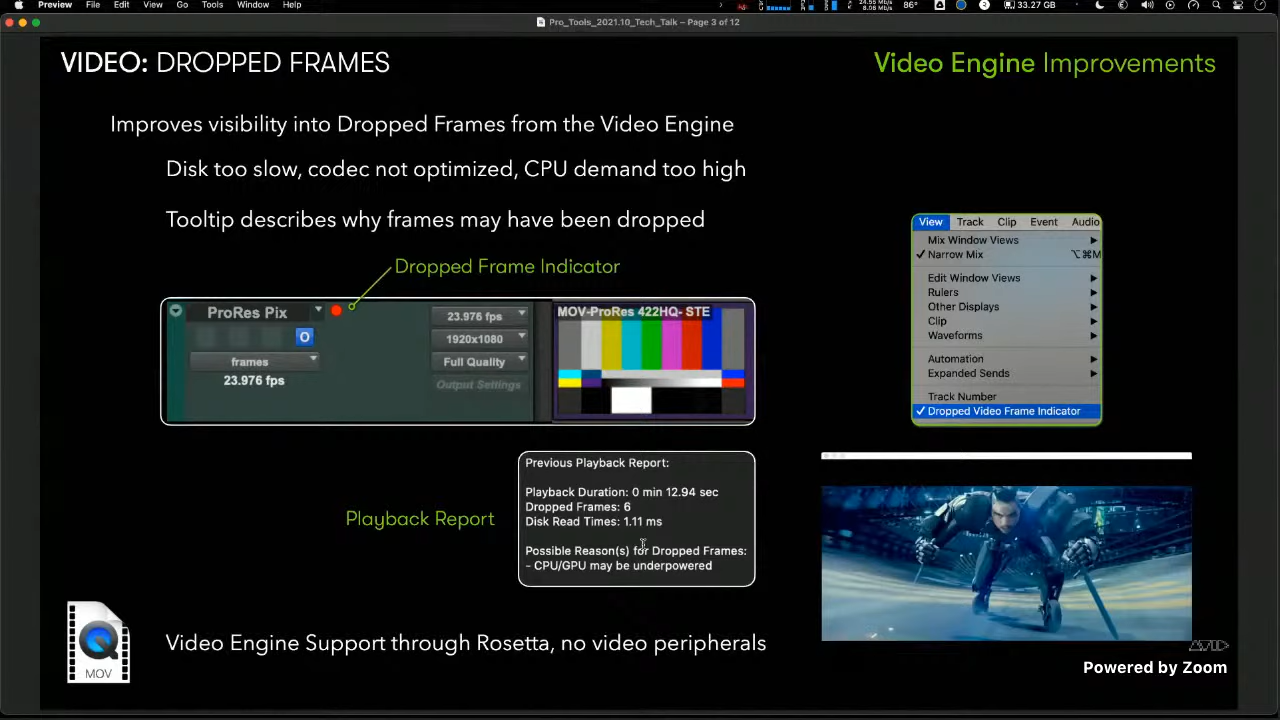 Preview File Edit View Go Tools Window Help
86°
33.27 GB
Pro_Tools_2021.10_Tech_Talk – Page 3 of 12
VIDEO: DROPPED FRAMES
Video Engine Improvements
Improves visibility into Dropped Frames from the Video Engine
Disk too slow, codec not optimized, CPU demand too high
Tooltip describes why frames may have been dropped
Dropped Frame Indicator
ProRes Pix
O
frames
23.976 fps
23.976 fps
1920x1080
Full Quality
Output Settings
MOV-ProRes 422HQ- STE
View Track Clip Event Audio
Mix Window Views
✓ Narrow Mix ⌥⌘M
Edit Window Views
Rulers
Other Displays
Clip
Waveforms
Automation
Expanded Sends
Track Number
✓ Dropped Video Frame Indicator
Playback Report
Previous Playback Report:
Playback Duration: 0 min 12.94 sec
Dropped Frames: 6
Disk Read Times: 1.11 ms
Possible Reason(s) for Dropped Frames:
- CPU/GPU may be underpowered
MOV
Video Engine Support through Rosetta, no video peripherals
AVID
Powered by Zoom